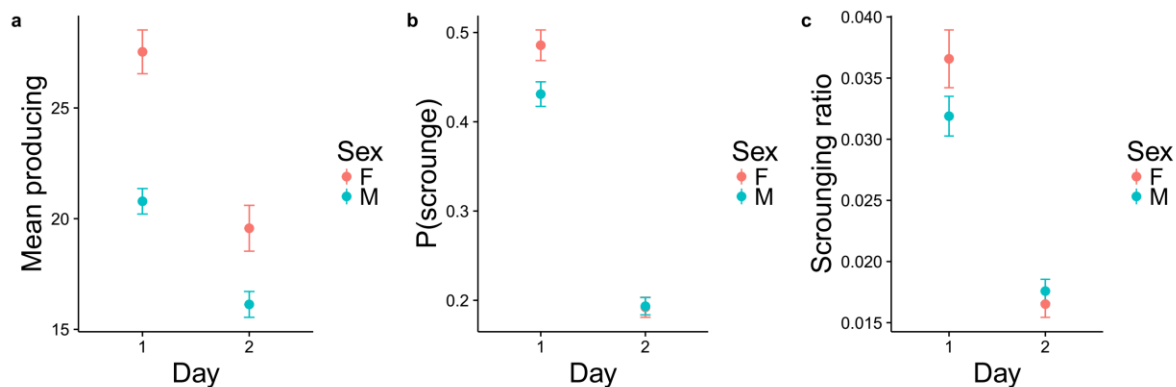 a
Mean producing
25
20
15
1 2
Day
Sex
F
M
b
P(scrounge)
0.5
0.4
0.3
0.2
1 2
Day
Sex
F
M
c
Scrounging ratio
0.040
0.035
0.030
0.025
0.020
0.015
1 2
Day
Sex
F
M